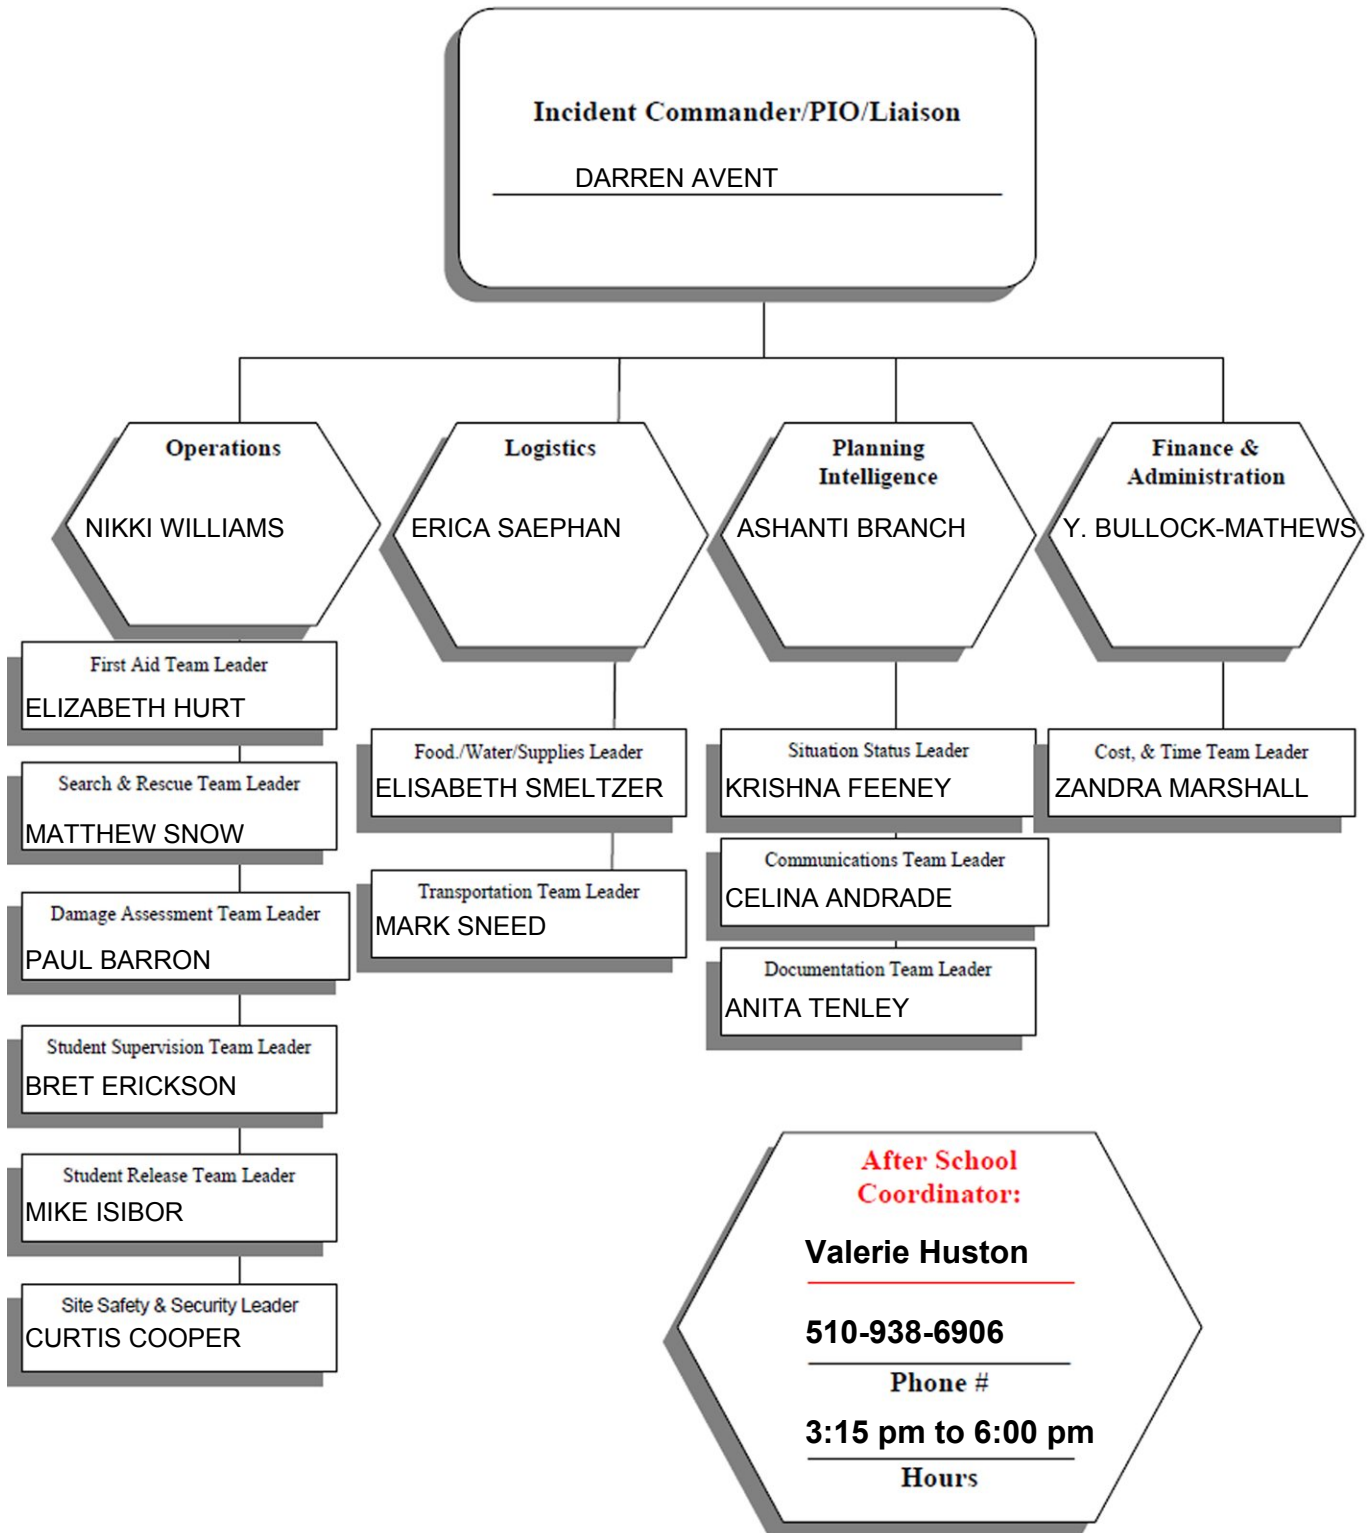 Incident Commander/PIO/Liaison
DARREN AVENT
Operations
NIKKI WILLIAMS
First Aid Team Leader
ELIZABETH HURT
Search & Rescue Team Leader
MATTHEW SNOW
Damage Assessment Team Leader
PAUL BARRON
Student Supervision Team Leader
BRET ERICKSON
Student Release Team Leader
MIKE ISIBOR
Site Safety & Security Leader
CURTIS COOPER
Logistics
ERICA SAEPHAN
Food./Water/Supplies Leader
ELISABETH SMELTZER
Transportation Team Leader
MARK SNEED
Planning
Intelligence
ASHANTI BRANCH
Situation Status Leader
KRISHNA FEENEY
Communications Team Leader
CELINA ANDRADE
Documentation Team Leader
ANITA TENLEY
Finance &
Administration
Y. BULLOCK-MATHEWS
Cost, & Time Team Leader
ZANDRA MARSHALL
After School
Coordinator:
Valerie Huston
510-938-6906
Phone #
3:15 pm to 6:00 pm
Hours